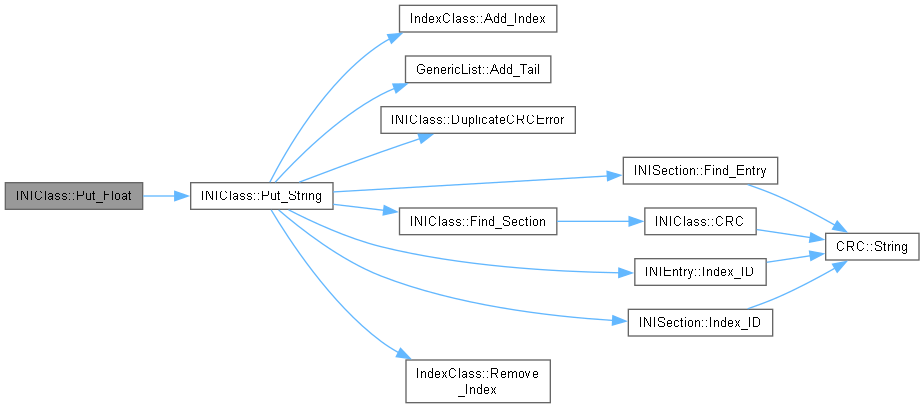 IndexClass::Add_Index
GenericList::Add_Tail
INIClass::DuplicateCRCError
INISection::Find_Entry
INIClass::Put_Float
INIClass::Put_String
INIClass::Find_Section
INIClass::CRC
CRC::String
INIEntry::Index_ID
INISection::Index_ID
IndexClass::Remove
_Index